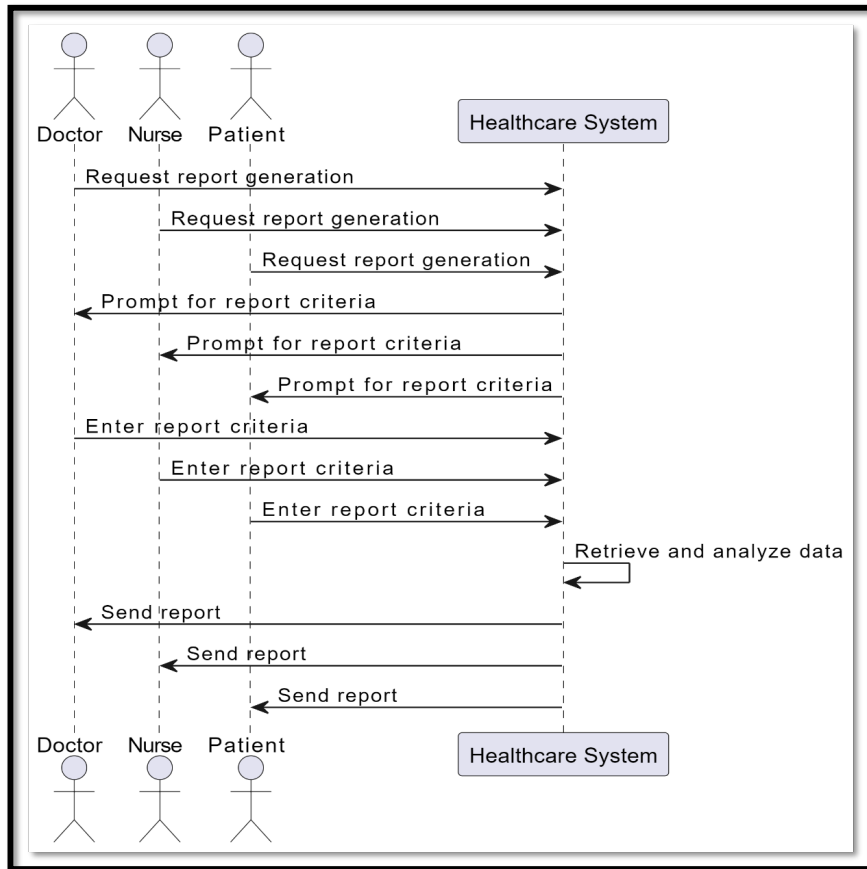 Doctor Nurse Patient Healthcare System
Request report generation
Request report generation
Request report generation
Prompt for report criteria
Prompt for report criteria
Prompt for report criteria
Enter report criteria
Enter report criteria
Enter report criteria
Retrieve and analyze data
Send report
Send report
Send report
Doctor Nurse Patient Healthcare System